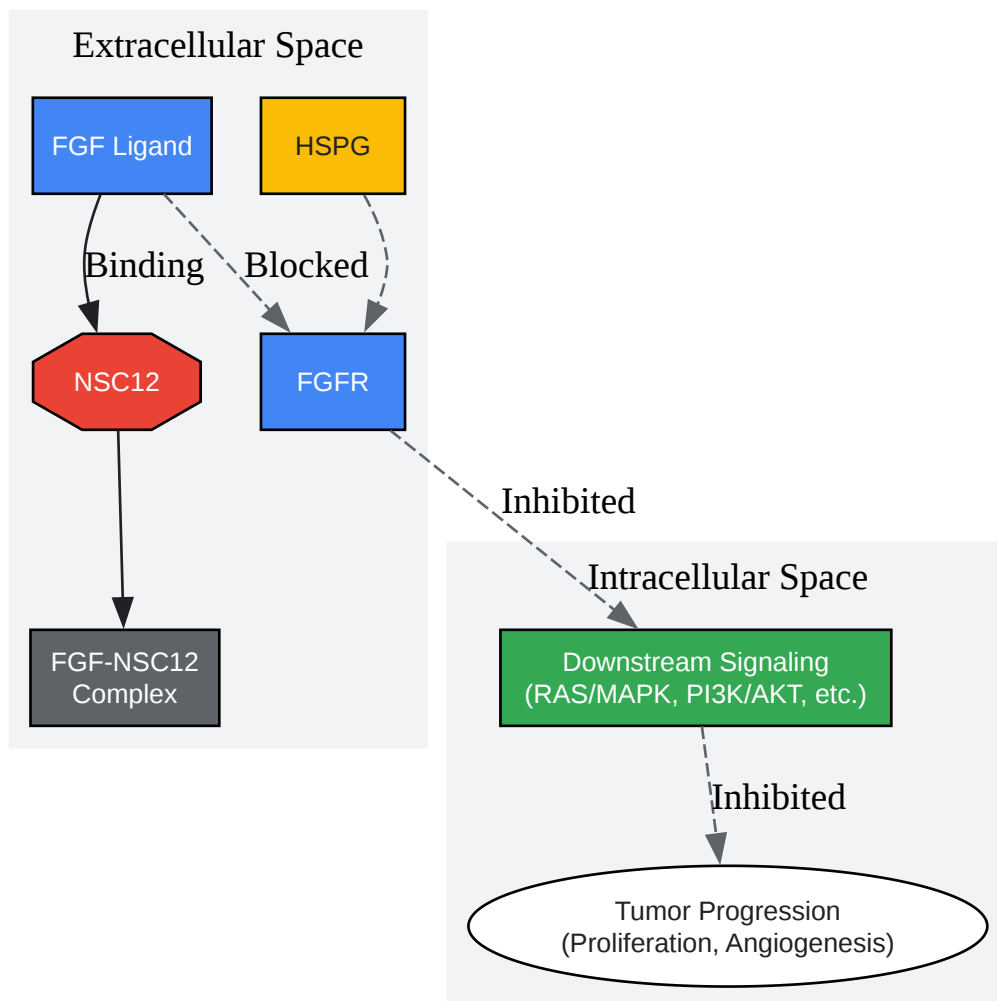 Extracellular Space
FGF Ligand
HSPG
Binding
Blocked
NSC12
FGFR
Inhibited
Intracellular Space
FGF-NSC12
Complex
Downstream Signaling
(RAS/MAPK, PI3K/AKT, etc.)
Inhibited
Tumor Progression
(Proliferation, Angiogenesis)